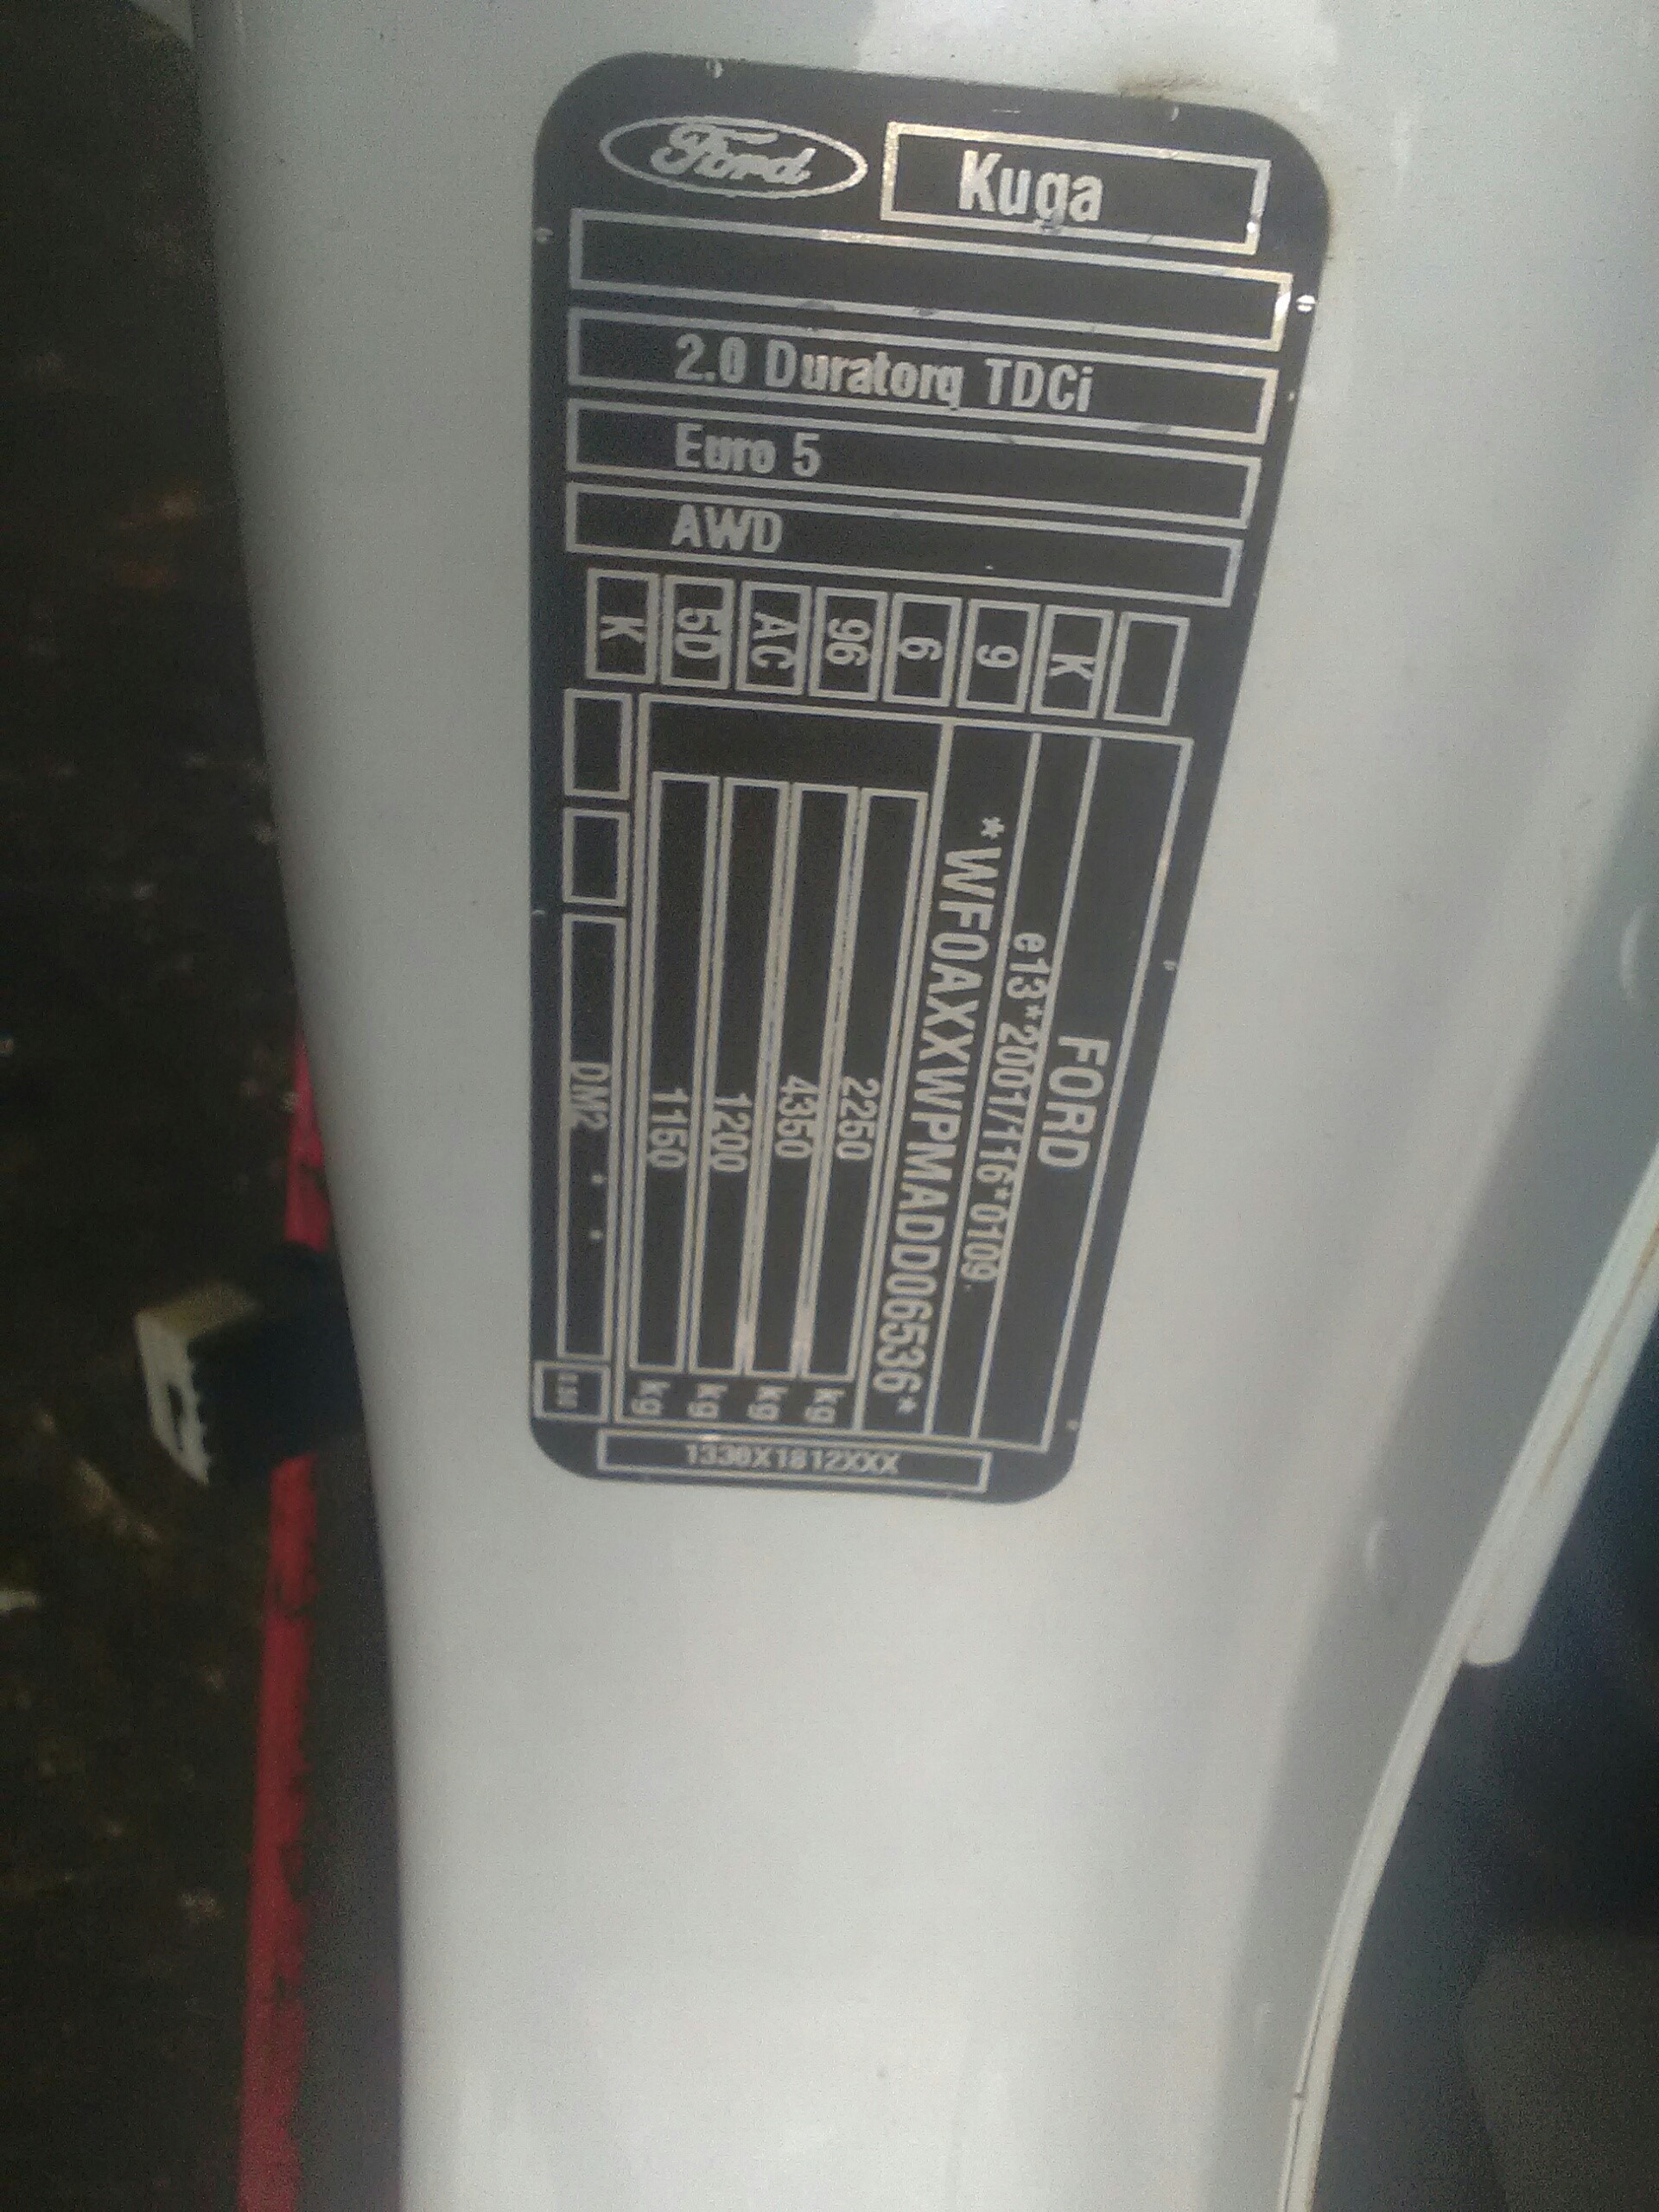 Ford
Kuga
2.0 Duratorq TDCi
Euro 5
AWD
K 5D AC 96 6 9 K
FORD
e13*2001/116*0109
*WF0AXXWPMADD06536*
2250 kg
4350 kg
1200 kg
1150 kg
DM2 * *
1330X1812XXX